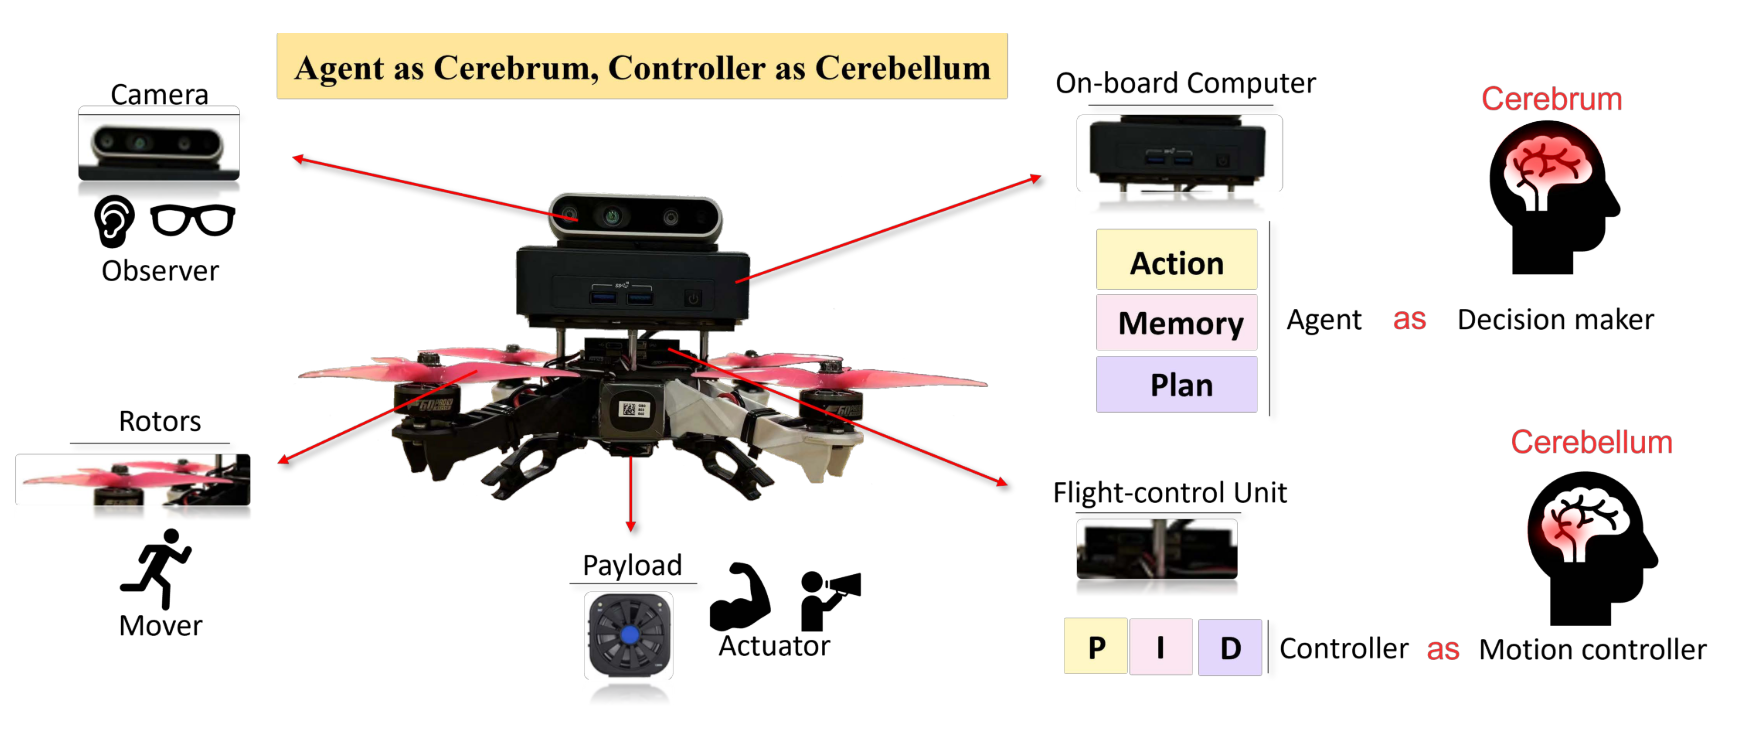 Agent as Cerebrum, Controller as Cerebellum
Camera
Observer
Rotors
Mover
Payload
Actuator
On-board Computer
Action
Memory
Plan
Agent as Decision maker
Cerebrum
Flight-control Unit
P I D
Controller as Motion controller
Cerebellum